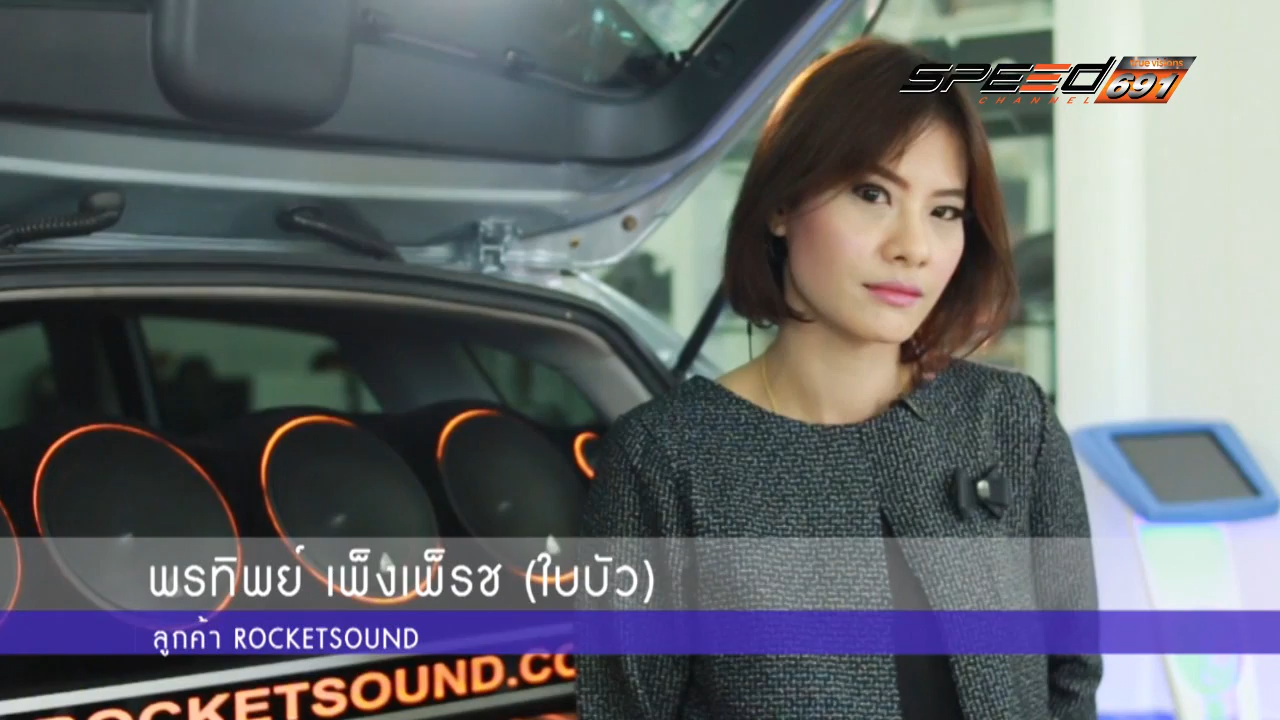 SPEED
CHANNEL
true visions
691
พรทิพย์ เพ็งเพ็รช (ใบบัว)
ลูกค้า ROCKETSOUND
ROCKETSOUND.CO